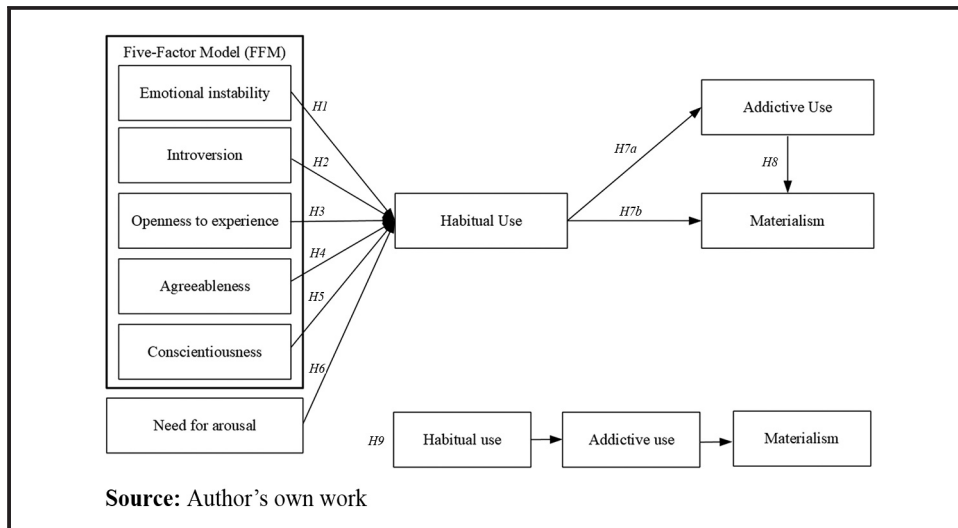 Five-Factor Model (FFM)
Emotional instability
Introversion
Openness to experience
Agreeableness
Conscientiousness
Need for arousal
H1
H2
H3
H4
H5
H6
Habitual Use
H7a
H7b
Addictive Use
H8
Materialism
H9
Habitual use
Addictive use
Materialism
Source: Author’s own work